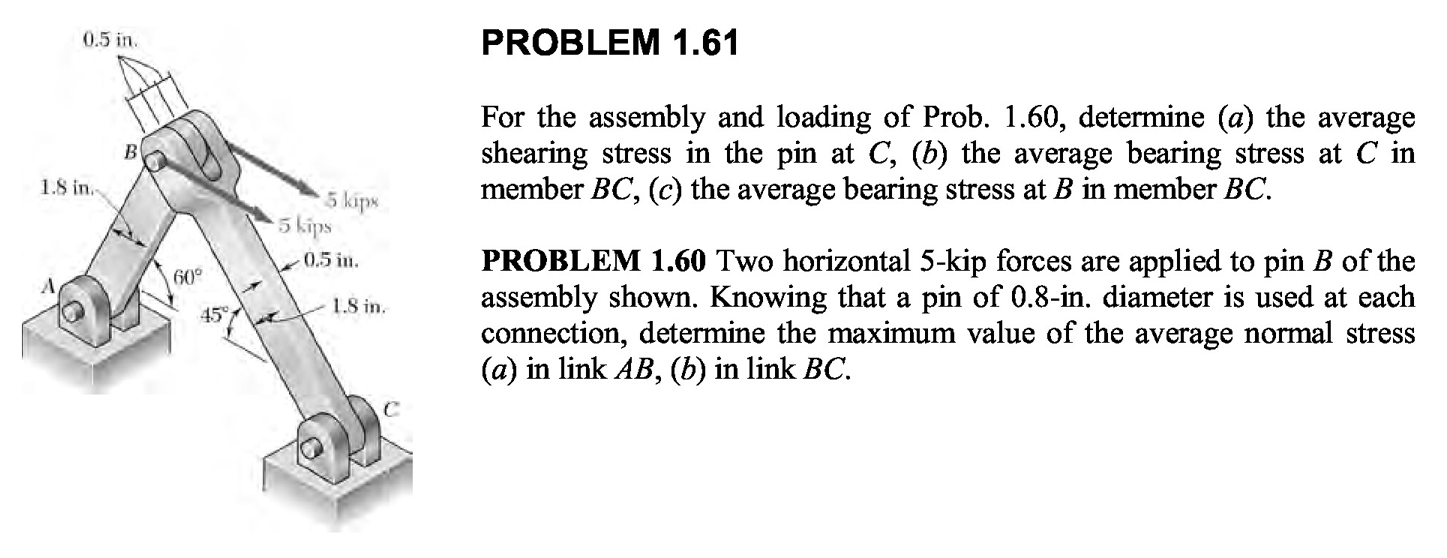 0.5 in.
B
1.8 in.
5 kips
5 kips
0.5 in.
A
60°
45°
1.8 in.
C
PROBLEM 1.61
For the assembly and loading of Prob. 1.60, determine (a) the average
shearing stress in the pin at C, (b) the average bearing stress at C in
member BC, (c) the average bearing stress at B in member BC.
PROBLEM 1.60 Two horizontal 5-kip forces are applied to pin B of the
assembly shown. Knowing that a pin of 0.8-in. diameter is used at each
connection, determine the maximum value of the average normal stress
(a) in link AB, (b) in link BC.